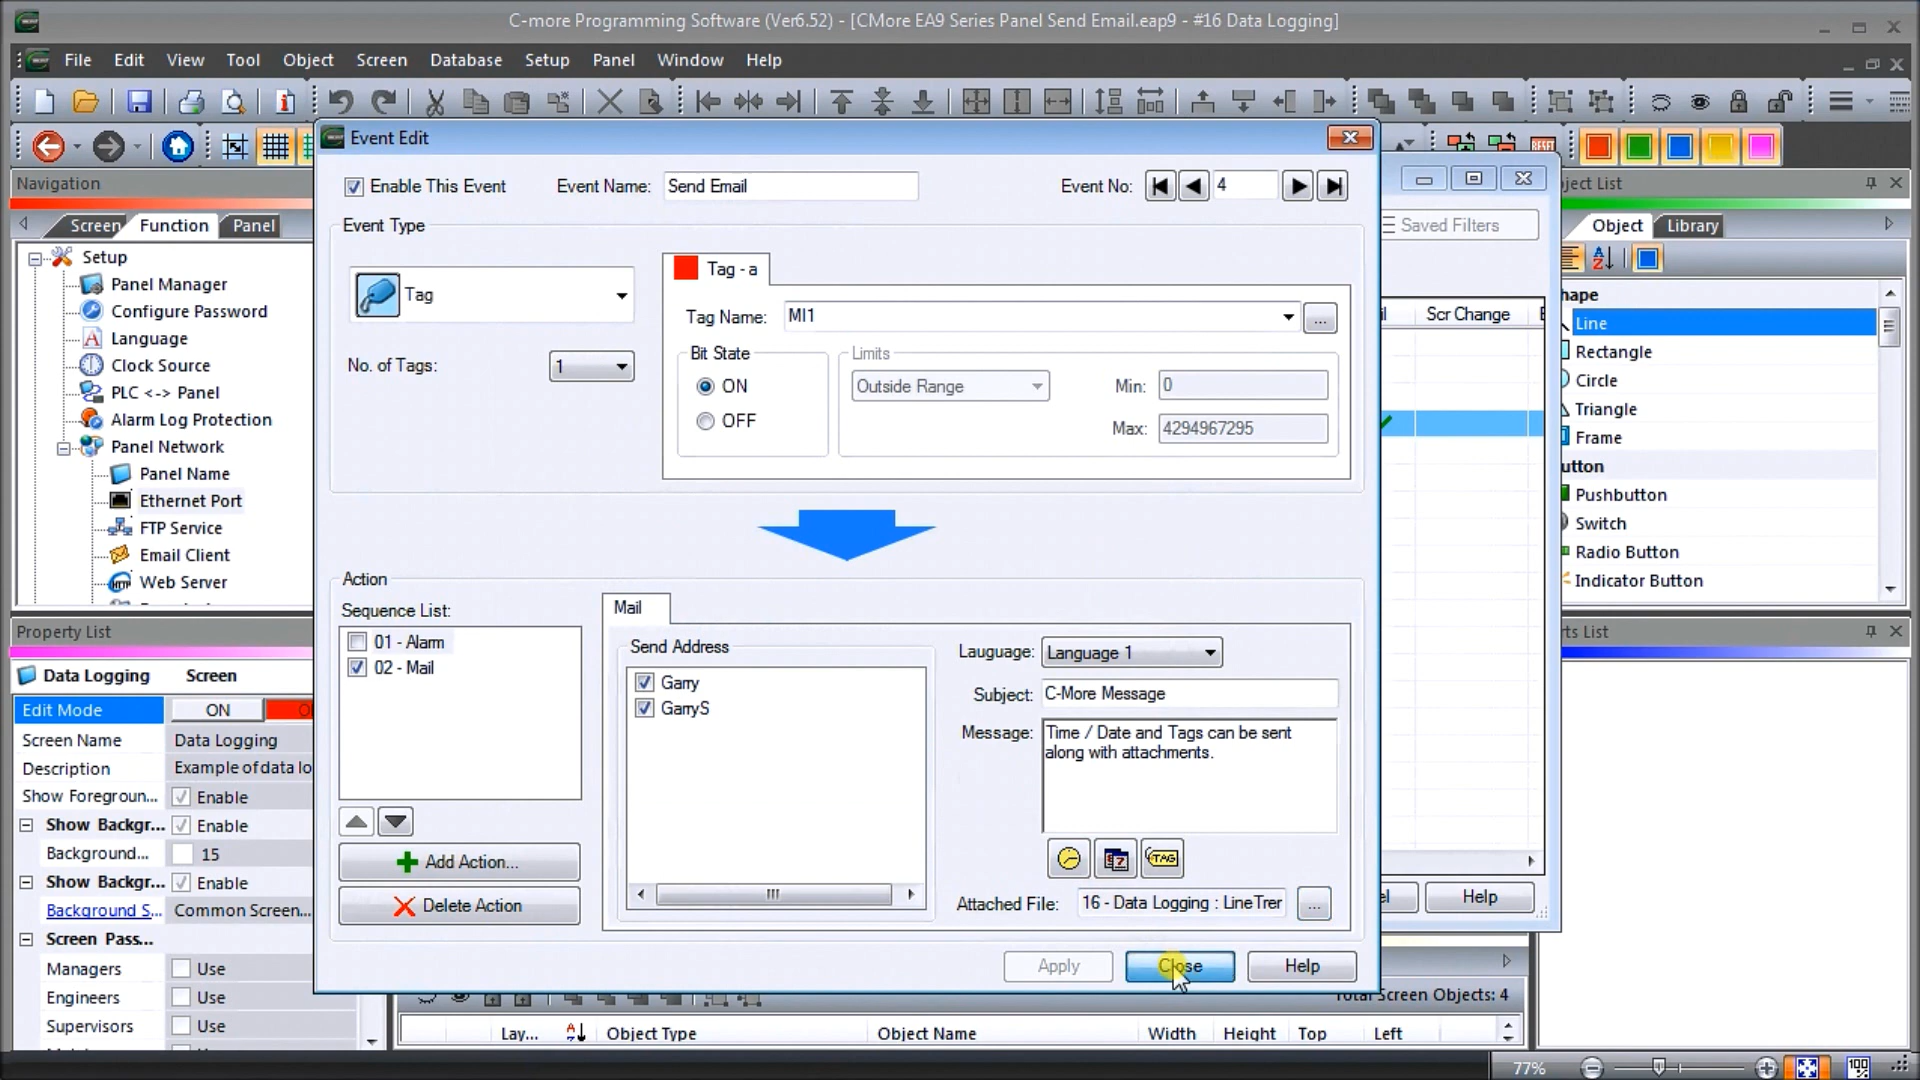 C-more Programming Software (Ver6.52) - [CMore EA9 Series Panel Send Email.eap9 - #16 Data Logging]
File Edit View Tool Object Screen Database Setup Panel Window Help
RESET
Navigation
Screen Function Panel
Setup
Panel Manager
Configure Password
Language
Clock Source
PLC <-> Panel
Alarm Log Protection
Panel Network
Panel Name
Ethernet Port
FTP Service
Email Client
Web Server
Property List
Data Logging Screen
Edit Mode ON
Screen Name Data Logging
Description Example of data lo
Show Foregroun... Enable
Show Backgr... Enable
Background... 15
Show Backgr... Enable
Background S... Common Screen...
Screen Pass...
Managers Use
Engineers Use
Supervisors Use
Event Edit
Enable This Event Event Name: Send Email Event No: 4
Event Type
Tag
No. of Tags: 1
Tag - a
Tag Name: MI1 ...
Bit State
ON
OFF
Limits
Outside Range
Min: 0
Max: 4294967295
Action
Sequence List:
01 - Alarm
02 - Mail
Add Action...
Delete Action
Mail
Send Address
Garry
GarryS
Lauguage: Language 1
Subject: C-More Message
Message: Time / Date and Tags can be sent
along with attachments.
TAG
Attached File: 16 - Data Logging : LineTrer ...
Apply Close Help
Saved Filters
Scr Change
Help
ject List
Object Library
hape
Line
Rectangle
Circle
Triangle
Frame
utton
Pushbutton
Switch
Radio Button
Indicator Button
ts List
Total Screen Objects: 4
Lay... Object Type Object Name Width Height Top Left
77% 100